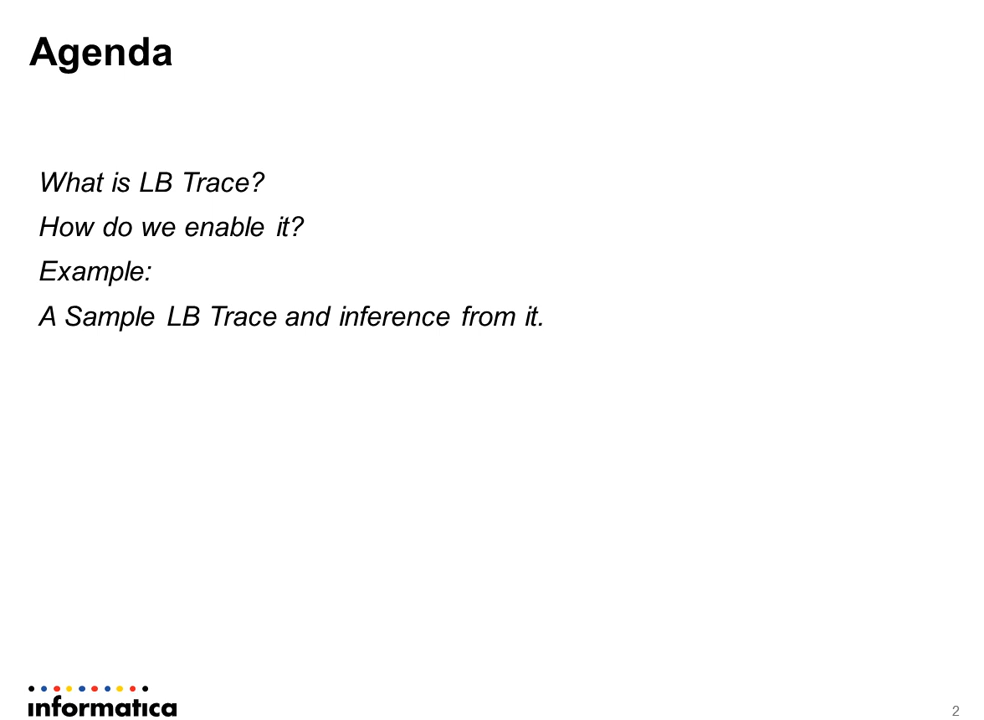 Agenda
What is LB Trace?
How do we enable it?
Example:
A Sample LB Trace and inference from it.
informatica
2